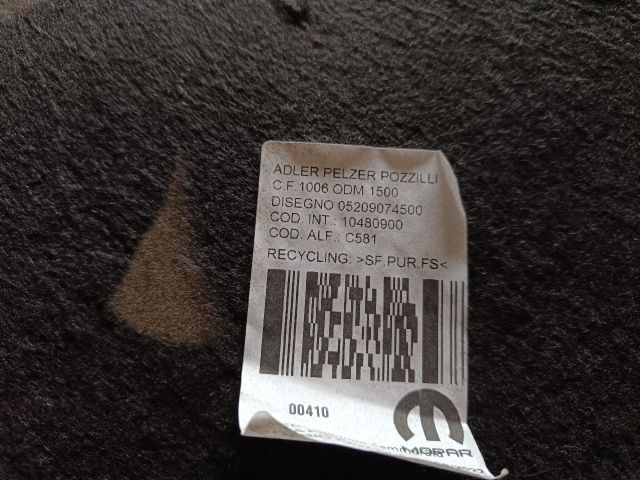 ADLER PELZER POZZILLI
C.F.1006 ODM 1500
DISEGNO 05209074500
COD. INT.: 10480900
COD. ALF.: C581
RECYCLING: >SF.PUR.FS<
00410
MOPAR